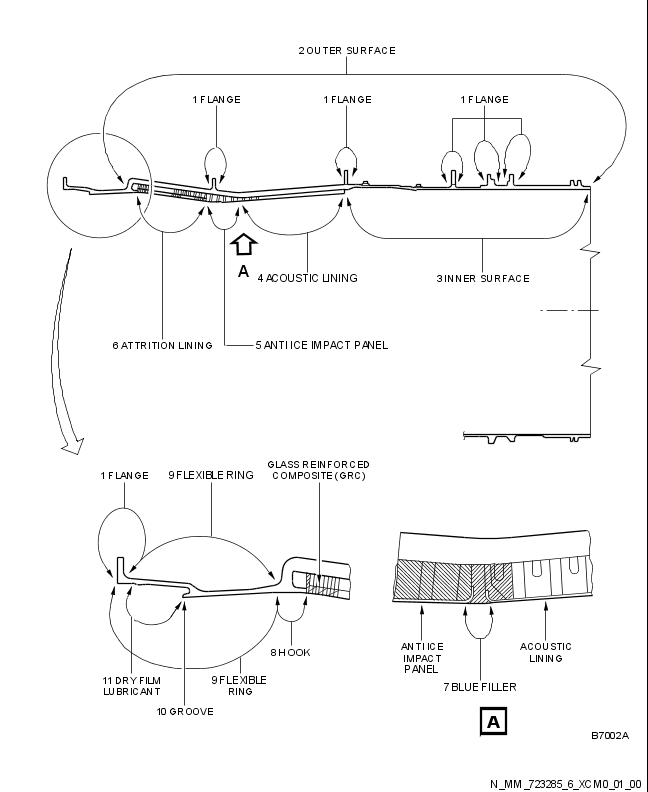 2 OUTER SURFACE
1 FLANGE
1 FLANGE
1 FLANGE
A
4 ACOUSTIC LINING
3 INNER SURFACE
6 ATTRITION LINING
5 ANTI ICE IMPACT PANEL
1 FLANGE
9 FLEXIBLE RING
GLASS REINFORCED
COMPOSITE (GRC)
8 HOOK
11 DRY FILM
LUBRICANT
9 FLEXIBLE
RING
10 GROOVE
ANTI ICE
IMPACT
PANEL
ACOUSTIC
LINING
7 BLUE FILLER
A
B7002A
N_MM_723285_6_XCM0_01_00